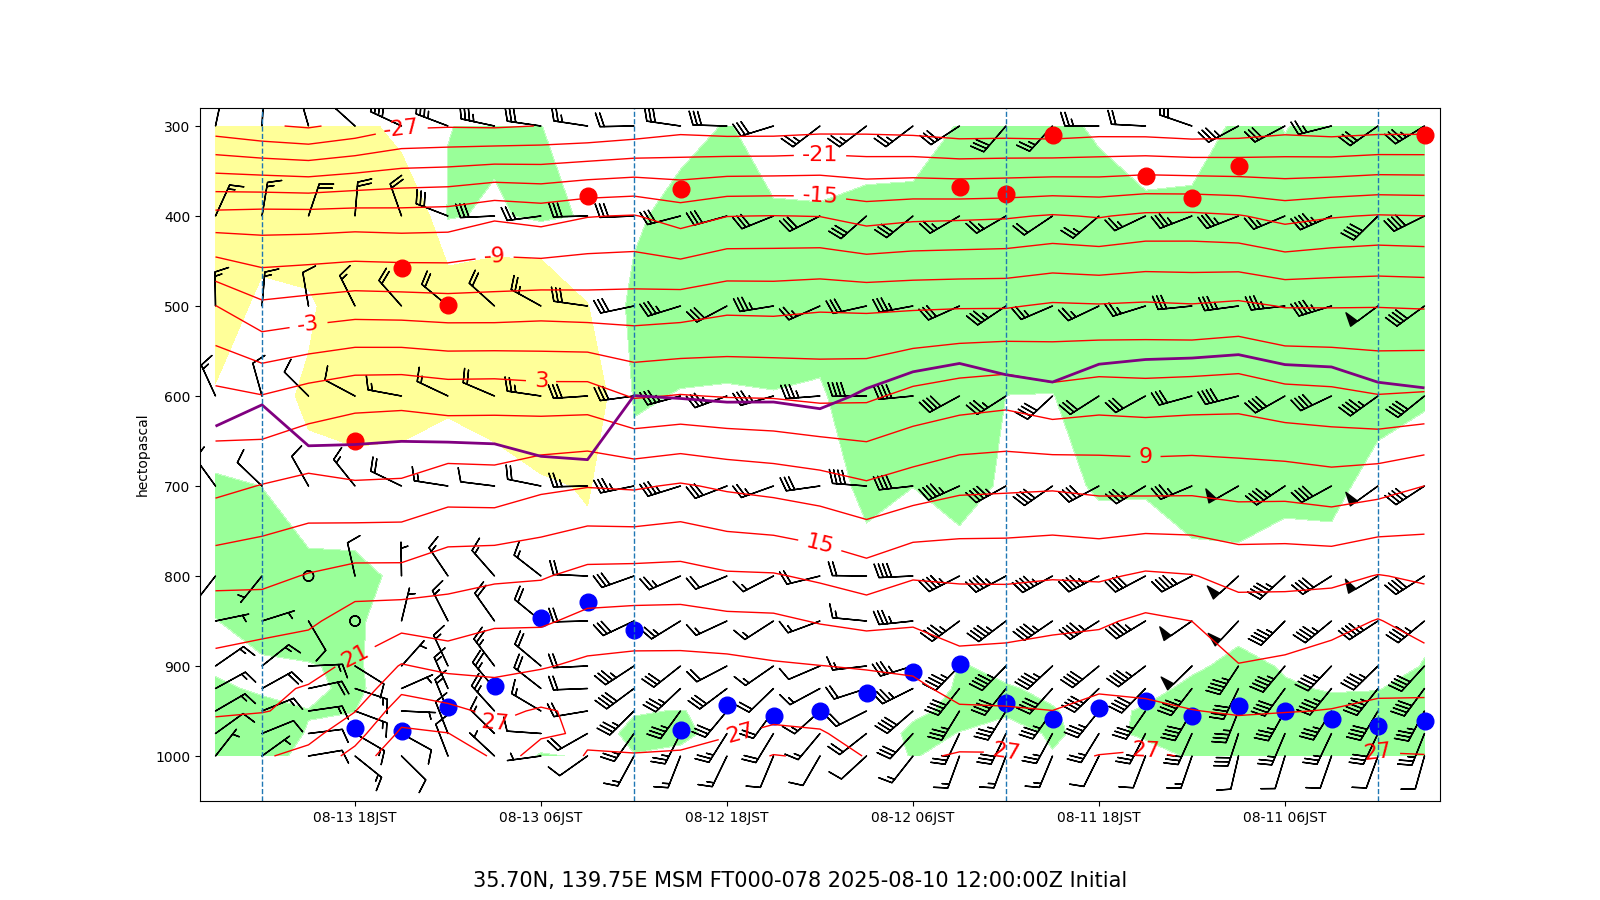 300
400
500
600
700
800
900
1000
hectopascal
-27
-21
-15
-9
-3
3
9
15
21
27
27
27
27
27
08-13 18JST
08-13 06JST
08-12 18JST
08-12 06JST
08-11 18JST
08-11 06JST
35.70N, 139.75E MSM FT000-078 2025-08-10 12:00:00Z Initial